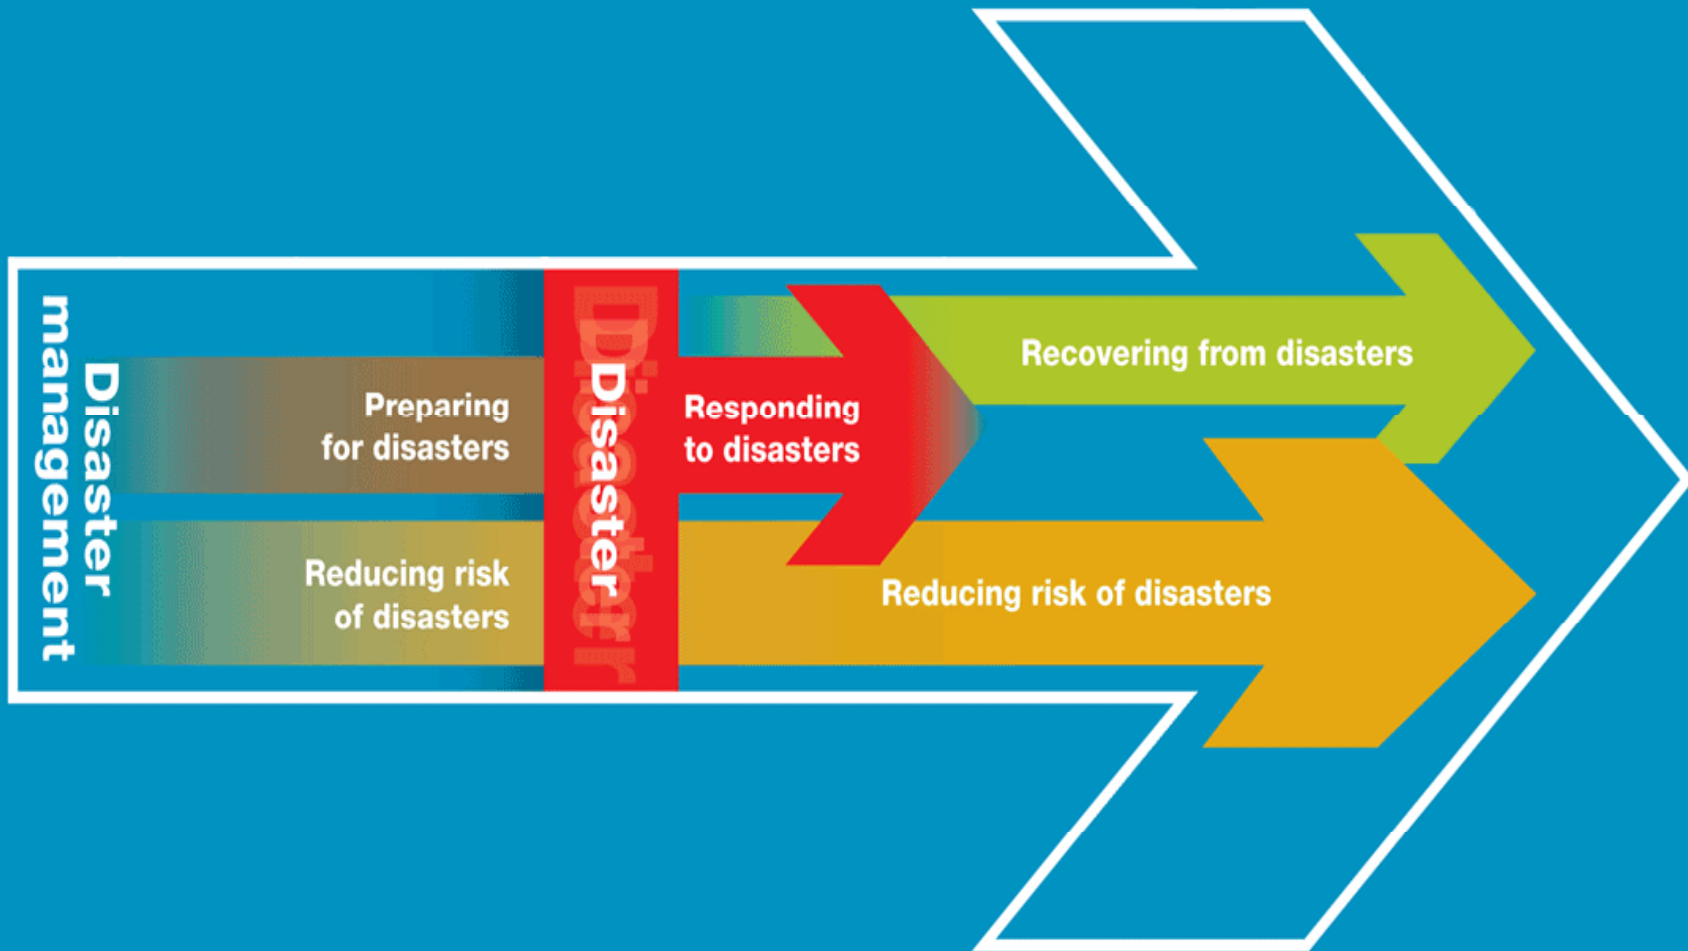 Disaster
management
Preparing
for disasters
Reducing risk
of disasters
Disaster
Responding
to disasters
Recovering from disasters
Reducing risk of disasters